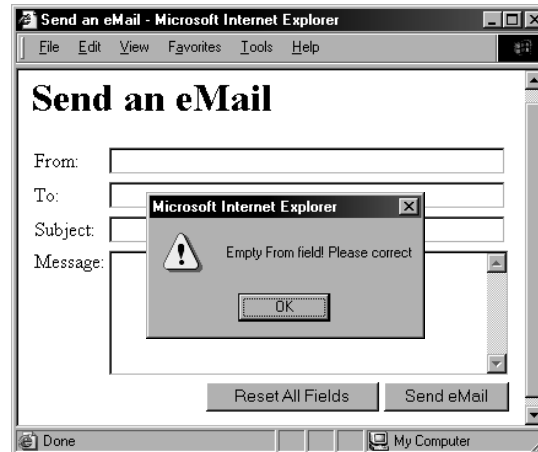 Send an eMail - Microsoft Internet Explorer
File Edit View Favorites Tools Help
Send an eMail
From:
To:
Microsoft Internet Explorer
Subject:
Empty From field! Please correct
Message:
OK
Reset All Fields Send eMail
Done My Computer